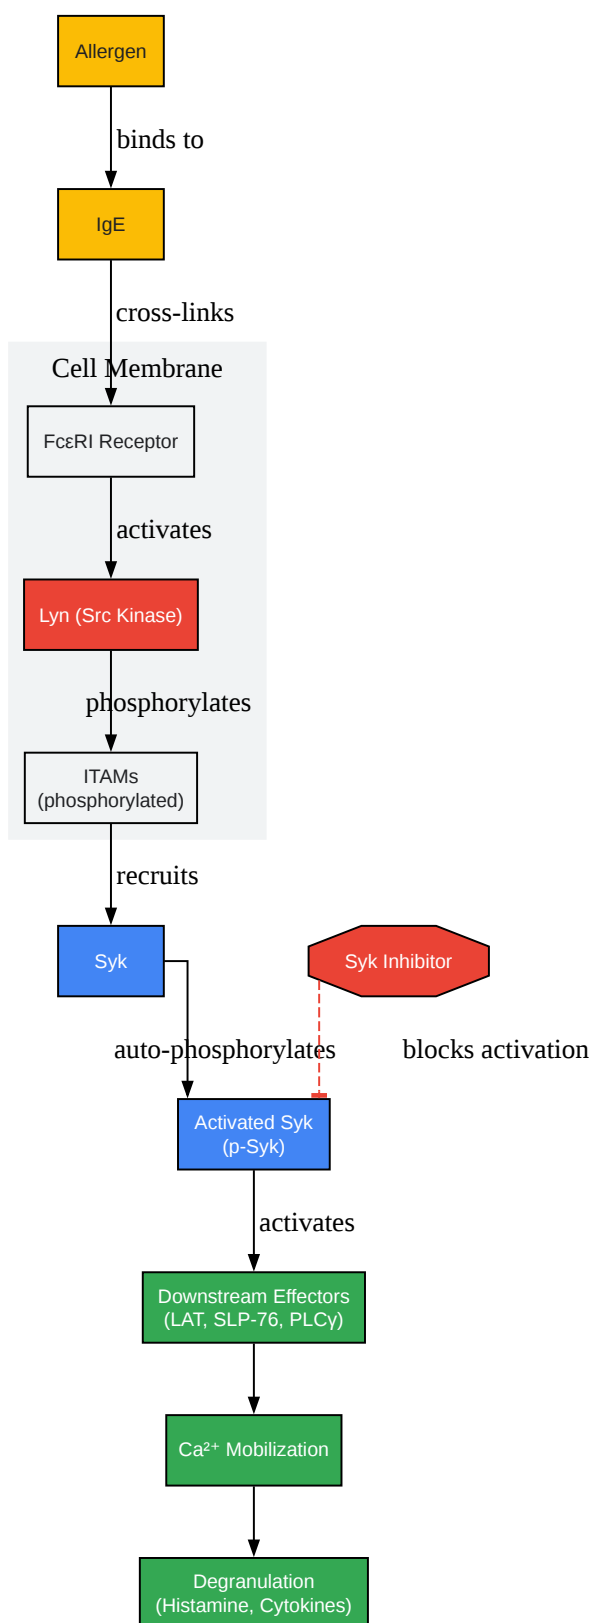 Allergen
binds to
IgE
cross-links
Cell Membrane
FcεRI Receptor
activates
Lyn (Src Kinase)
phosphorylates
ITAMs
(phosphorylated)
recruits
Syk
Syk Inhibitor
auto-phosphorylates
blocks activation
Activated Syk
(p-Syk)
activates
Downstream Effectors
(LAT, SLP-76, PLCγ)
Ca²⁺ Mobilization
Degranulation
(Histamine, Cytokines)